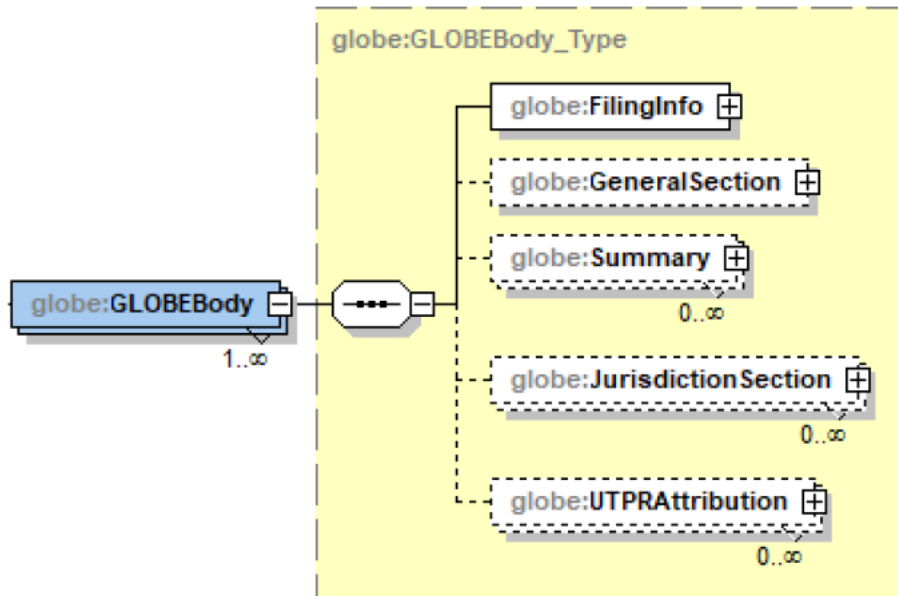 globe:GLOBEBody_Type
globe:FilingInfo
globe:GeneralSection
globe:Summary
0..∞
globe:GLOBEBody
1..∞
globe:JurisdictionSection
0..∞
globe:UTPRAttribution
0..∞